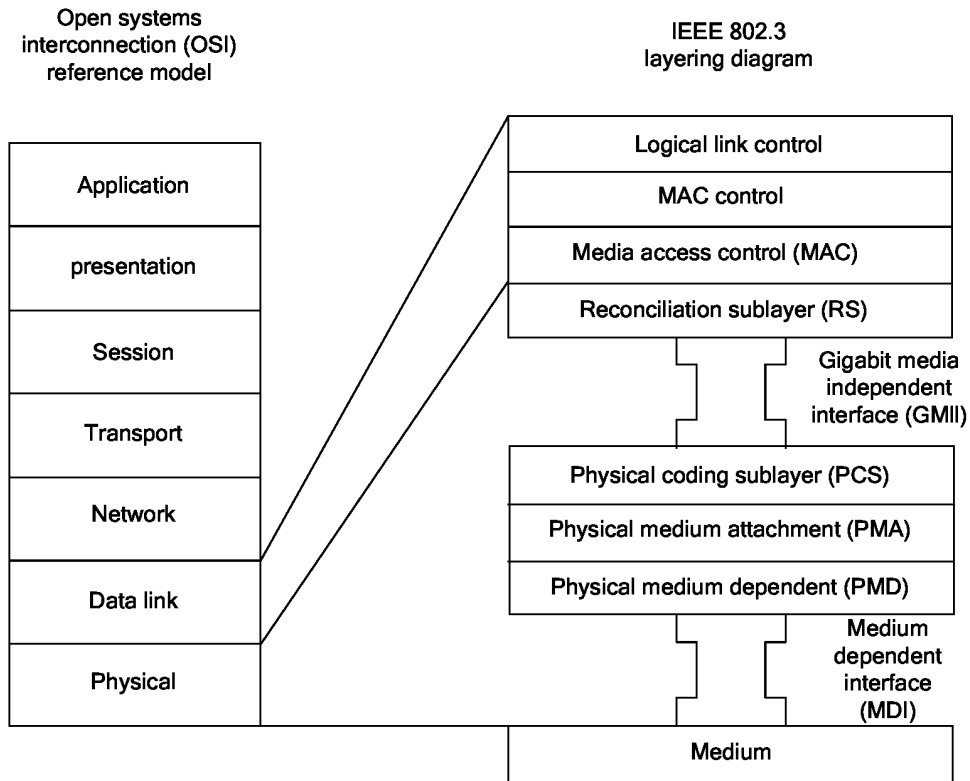 Open systems
interconnection (OSI)
reference model
Application
presentation
Session
Transport
Network
Data link
Physical
IEEE 802.3
layering diagram
Logical link control
MAC control
Media access control (MAC)
Reconciliation sublayer (RS)
Gigabit media
independent
interface (GMII)
Physical coding sublayer (PCS)
Physical medium attachment (PMA)
Physical medium dependent (PMD)
Medium
dependent
interface
(MDI)
Medium